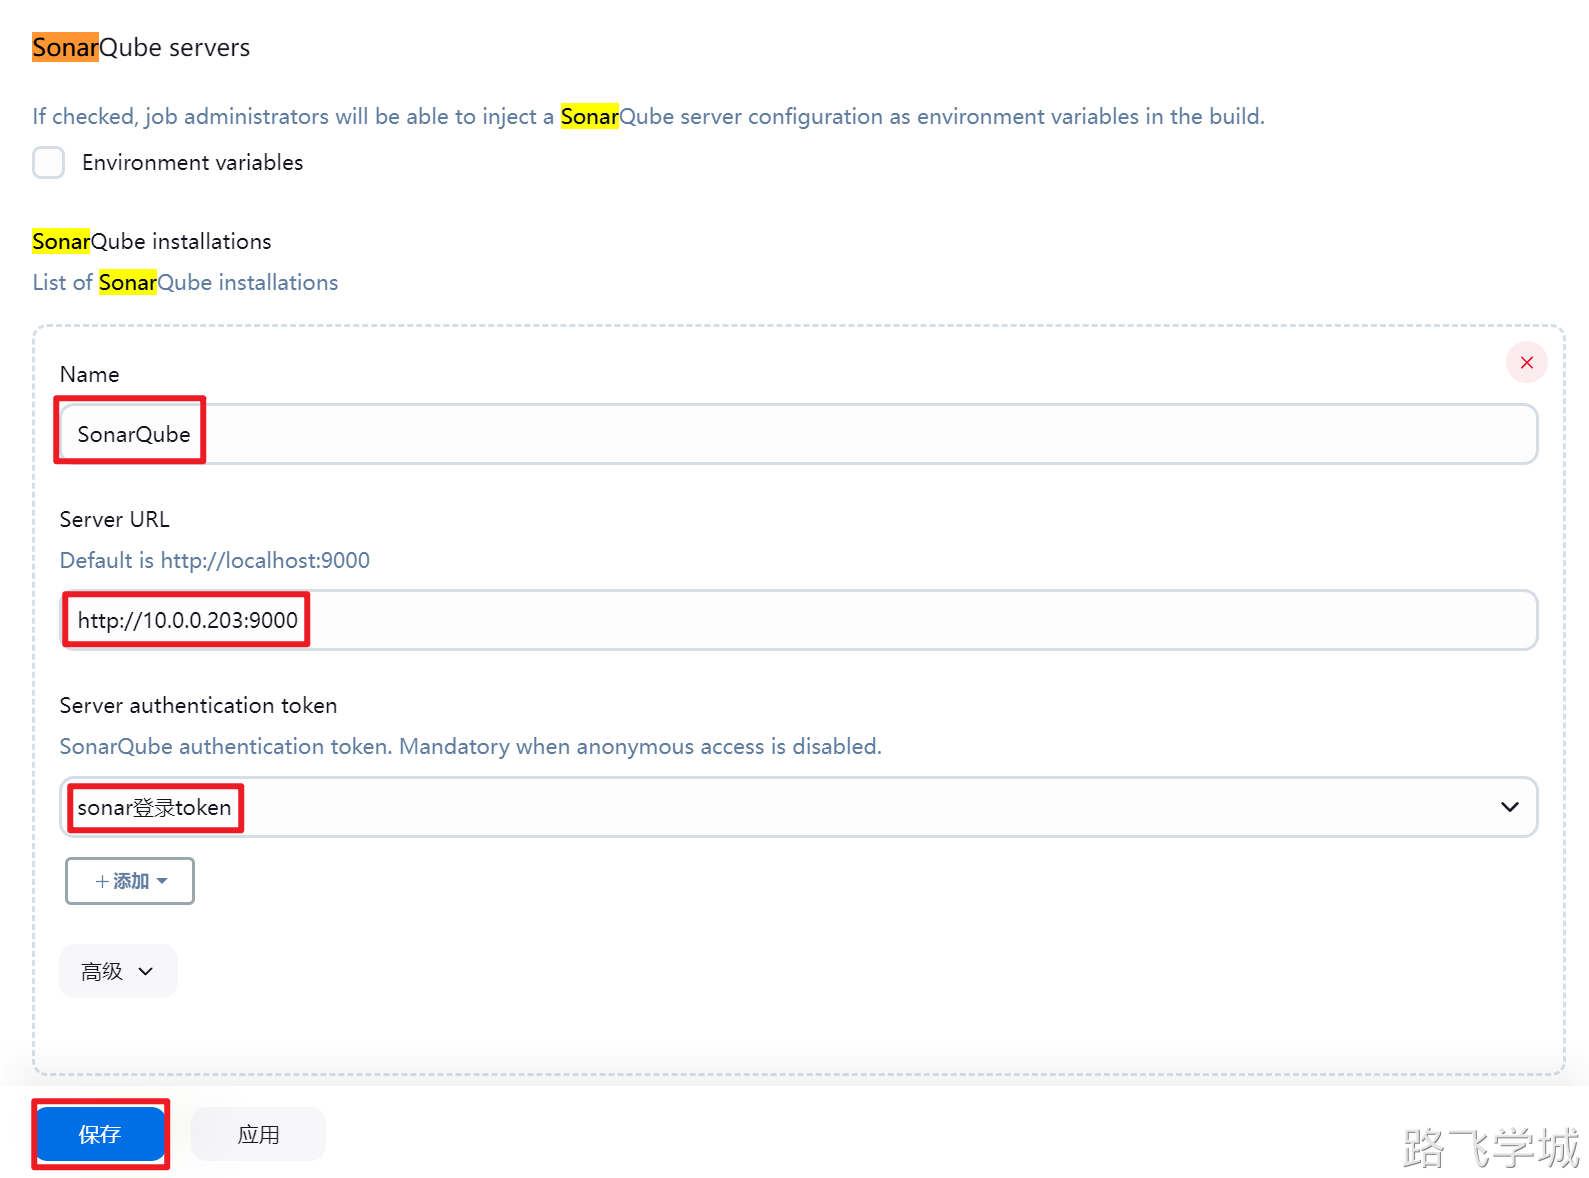 SonarQube servers
If checked, job administrators will be able to inject a SonarQube server configuration as environment variables in the build.
Environment variables
SonarQube installations
List of SonarQube installations
Name
SonarQube
Server URL
Default is http://localhost:9000
http://10.0.0.203:9000
Server authentication token
SonarQube authentication token. Mandatory when anonymous access is disabled.
sonar登录token
+ 添加
高级
保存
应用
路飞学城